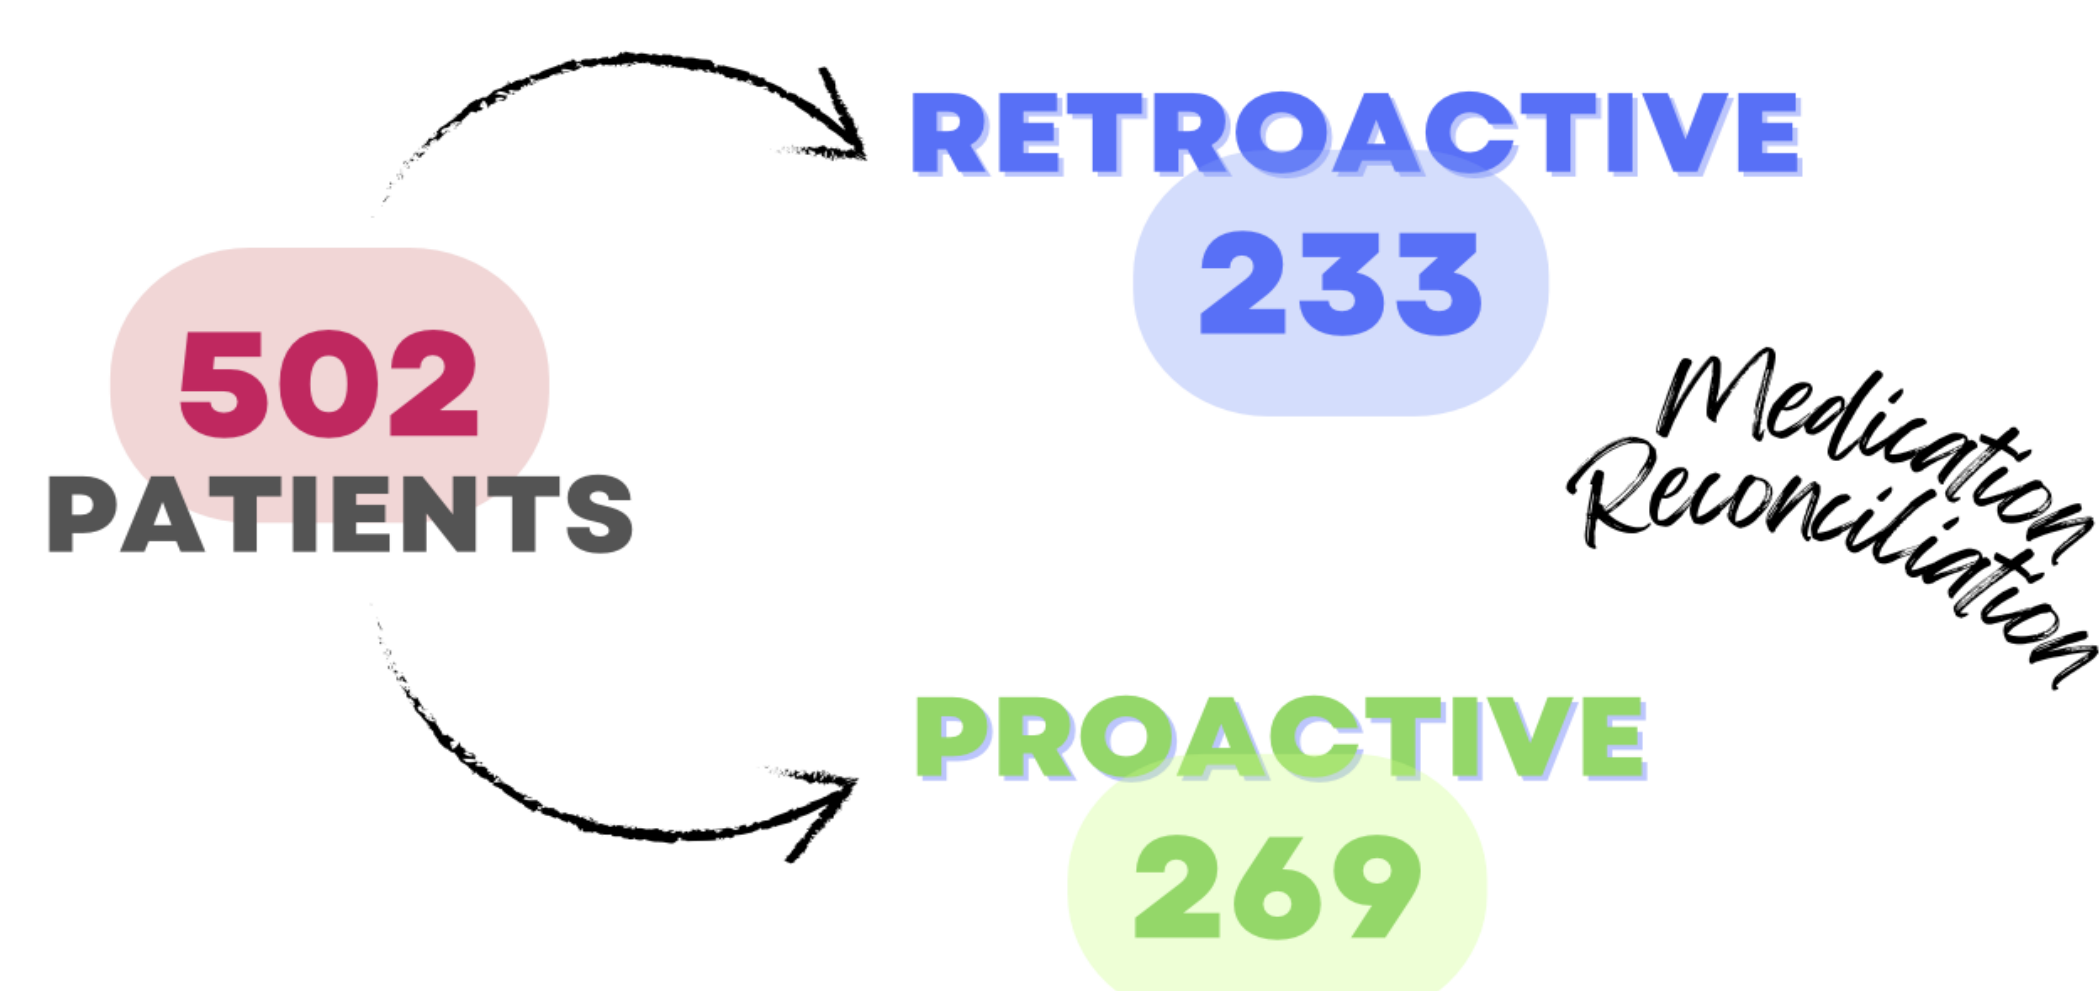 RETROACTIVE
233
502
PATIENTS
Medication
Reconciliation
PROACTIVE
269